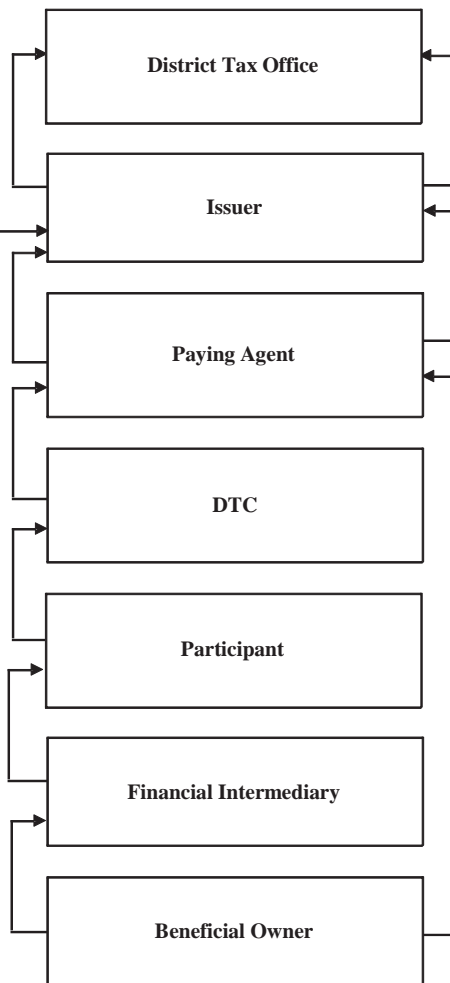 District Tax Office
Issuer
Paying Agent
DTC
Participant
Financial Intermediary
Beneficial Owner